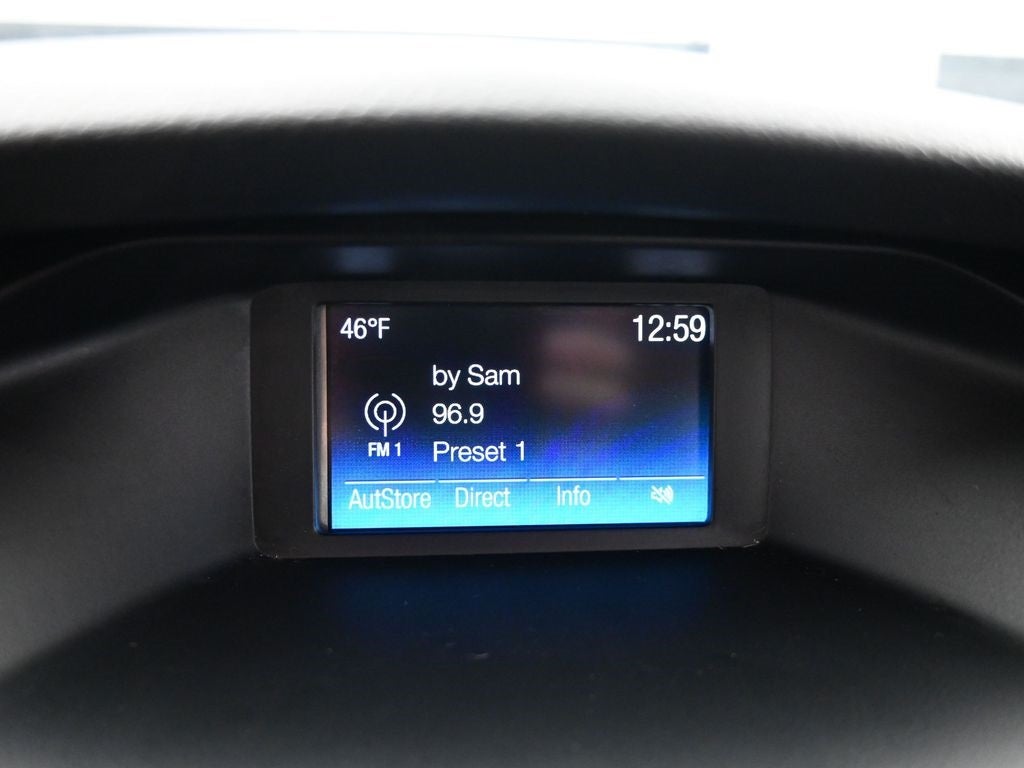 46°F 12:59
by Sam
96.9
FM 1 Preset 1
AutStore Direct Info